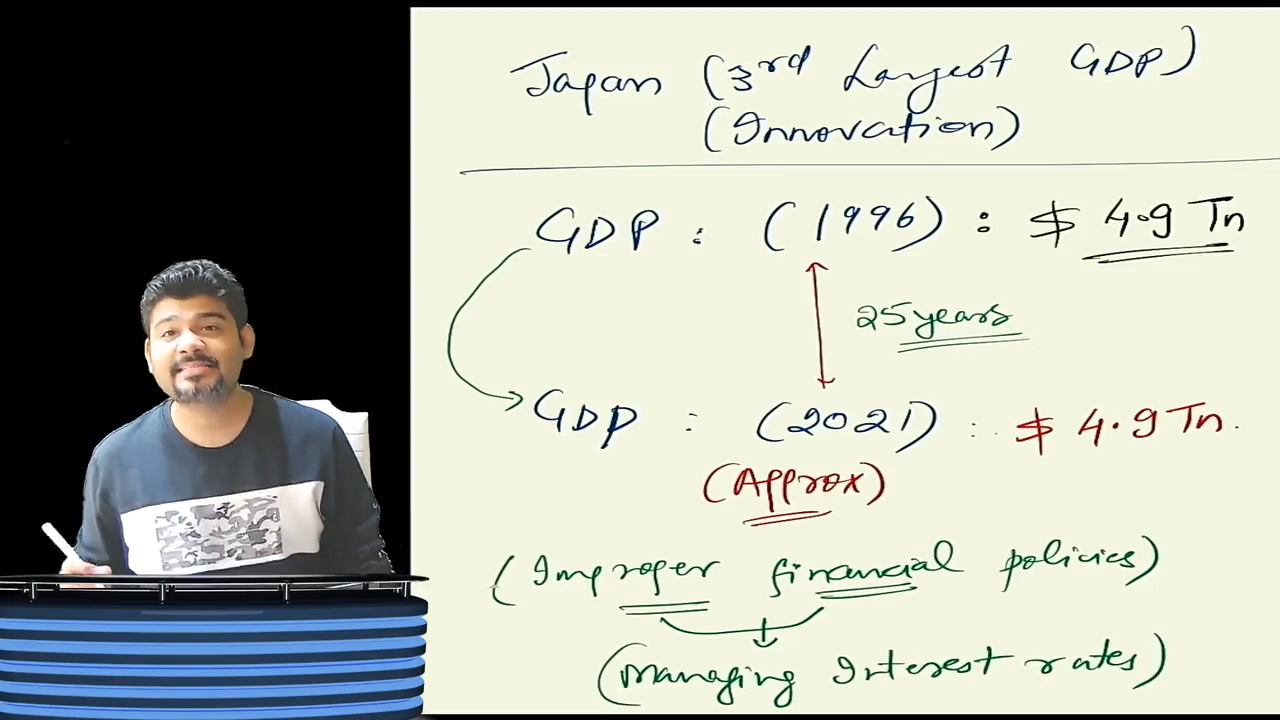 Japan (3rd Largest GDP)
(Innovation)
GDP : (1996) : $ 4.9 Tn
25 years
GDP : (2021) : $ 4.9 Tn.
(Approx)
(Improper financial policies)
(Managing Interest rates)